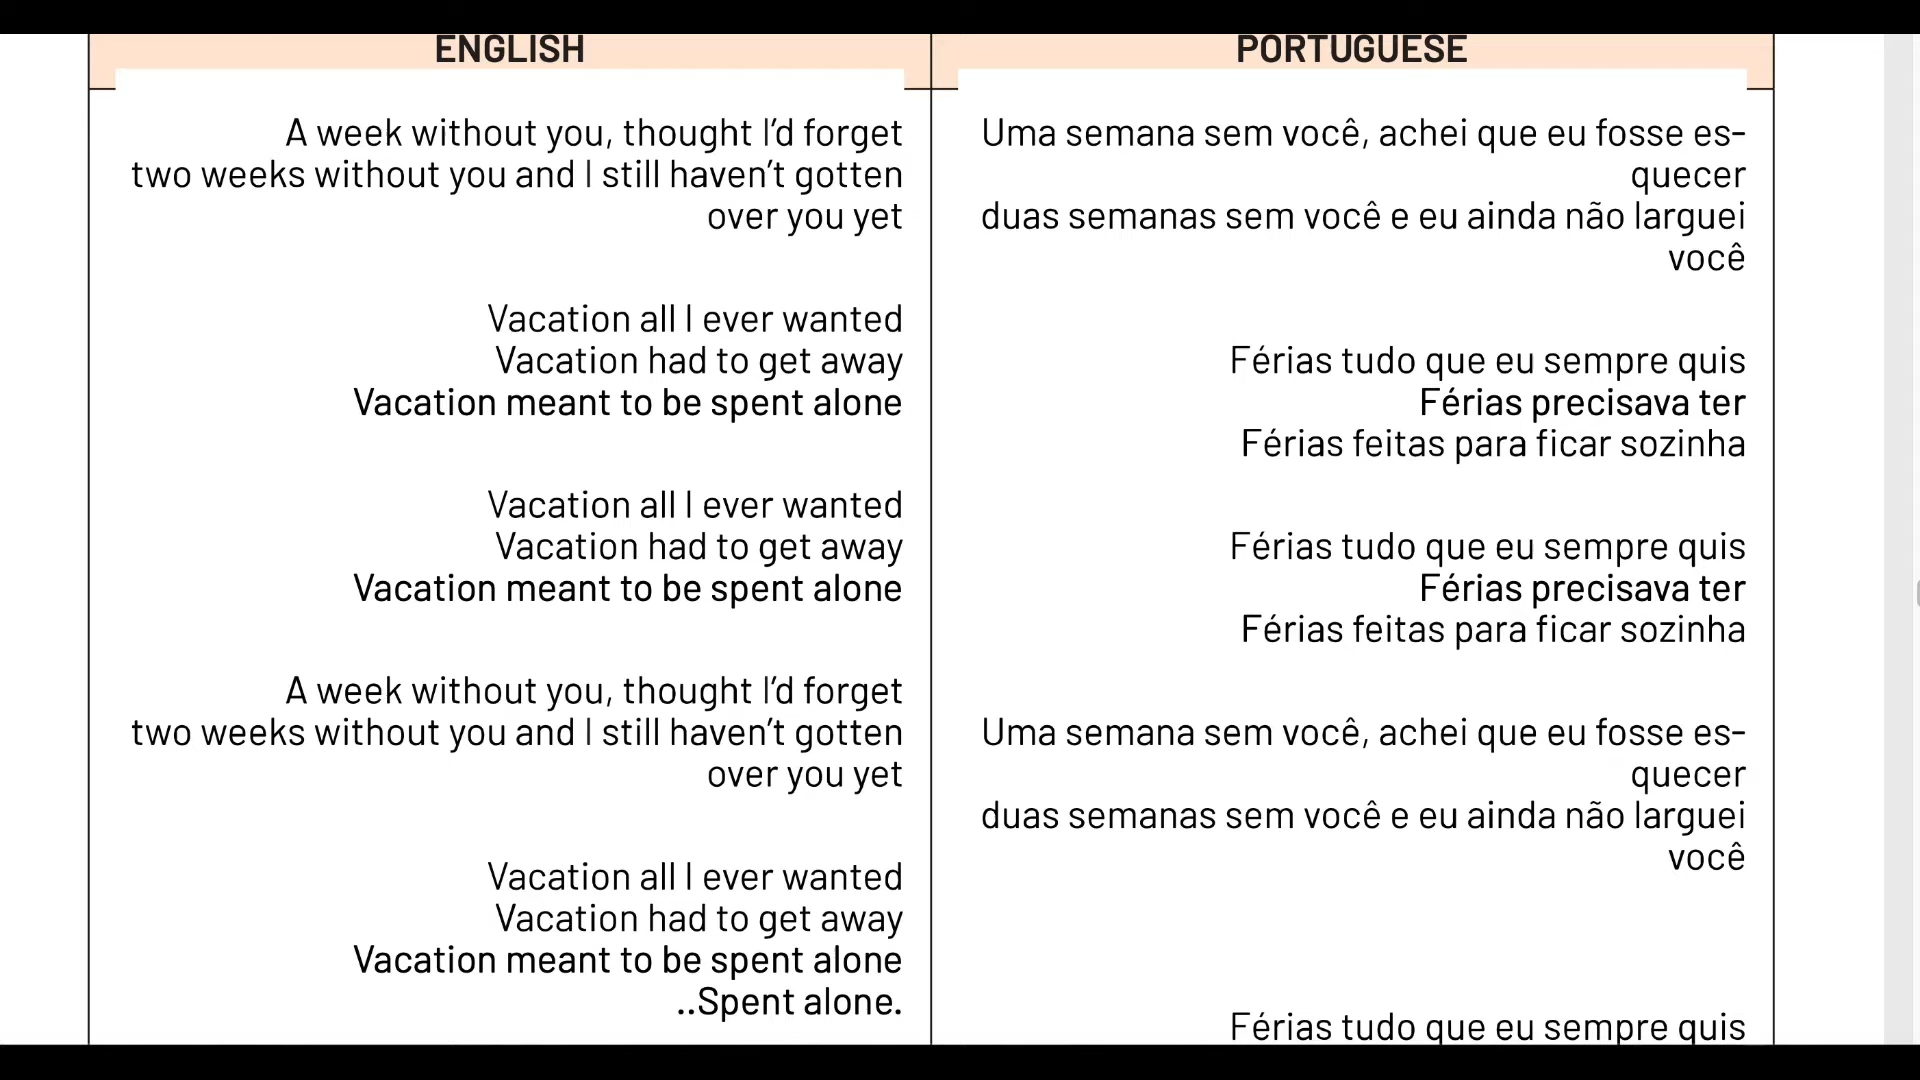 ENGLISH
A week without you, thought I’d forget
two weeks without you and I still haven’t gotten
over you yet
Vacation all I ever wanted
Vacation had to get away
Vacation meant to be spent alone
Vacation all I ever wanted
Vacation had to get away
Vacation meant to be spent alone
A week without you, thought I’d forget
two weeks without you and I still haven’t gotten
over you yet
Vacation all I ever wanted
Vacation had to get away
Vacation meant to be spent alone
..Spent alone.
PORTUGUESE
Uma semana sem você, achei que eu fosse es-
quecer
duas semanas sem você e eu ainda não larguei
você
Férias tudo que eu sempre quis
Férias precisava ter
Férias feitas para ficar sozinha
Férias tudo que eu sempre quis
Férias precisava ter
Férias feitas para ficar sozinha
Uma semana sem você, achei que eu fosse es-
quecer
duas semanas sem você e eu ainda não larguei
você
Férias tudo que eu sempre quis